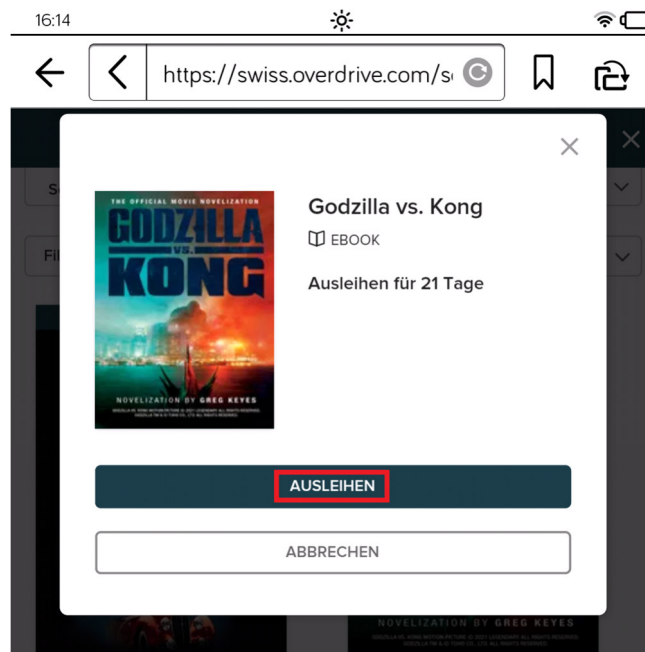 16:14
https://swiss.overdrive.com/s
THE OFFICIAL MOVIE NOVELIZATION
GODZILLA
VS.
KONG
NOVELIZATION BY GREG KEYES
Godzilla vs. Kong
EBOOK
Ausleihen für 21 Tage
AUSLEIHEN
ABBRECHEN
NOVELIZATION BY GREG KEYES